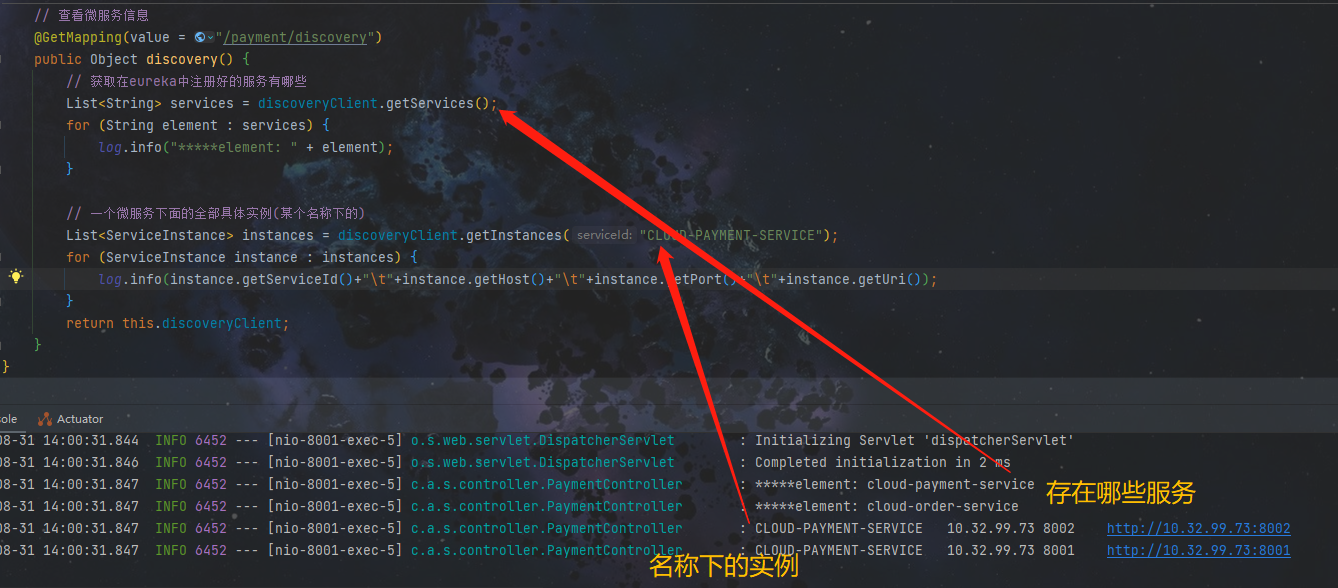 // 查看微服务信息
@GetMapping(value = "/payment/discovery")
public Object discovery() {
// 获取在eureka中注册好的服务有哪些
List<String> services = discoveryClient.getServices();
for (String element : services) {
log.info("*****element: " + element);
}
// 一个微服务下面的全部具体实例(某个名称下的)
List<ServiceInstance> instances = discoveryClient.getInstances( serviceId: "CLOUD-PAYMENT-SERVICE");
for (ServiceInstance instance : instances) {
log.info(instance.getServiceId()+"\t"+instance.getHost()+"\t"+instance.getPort()+"\t"+instance.getUri());
}
return this.discoveryClient;
}
}
sole Actuator
08-31 14:00:31.844 INFO 6452 --- [nio-8001-exec-5] o.s.web.servlet.DispatcherServlet : Initializing Servlet 'dispatcherServlet'
08-31 14:00:31.846 INFO 6452 --- [nio-8001-exec-5] o.s.web.servlet.DispatcherServlet : Completed initialization in 2 ms
08-31 14:00:31.847 INFO 6452 --- [nio-8001-exec-5] c.a.s.controller.PaymentController : *****element: cloud-payment-service
存在哪些服务
08-31 14:00:31.847 INFO 6452 --- [nio-8001-exec-5] c.a.s.controller.PaymentController : *****element: cloud-order-service
08-31 14:00:31.847 INFO 6452 --- [nio-8001-exec-5] c.a.s.controller.PaymentController : CLOUD-PAYMENT-SERVICE 10.32.99.73 8002 http://10.32.99.73:8002
08-31 14:00:31.847 INFO 6452 --- [nio-8001-exec-5] c.a.s.controller.PaymentController : CLOUD-PAYMENT-SERVICE 10.32.99.73 8001 http://10.32.99.73:8001
名称下的实例